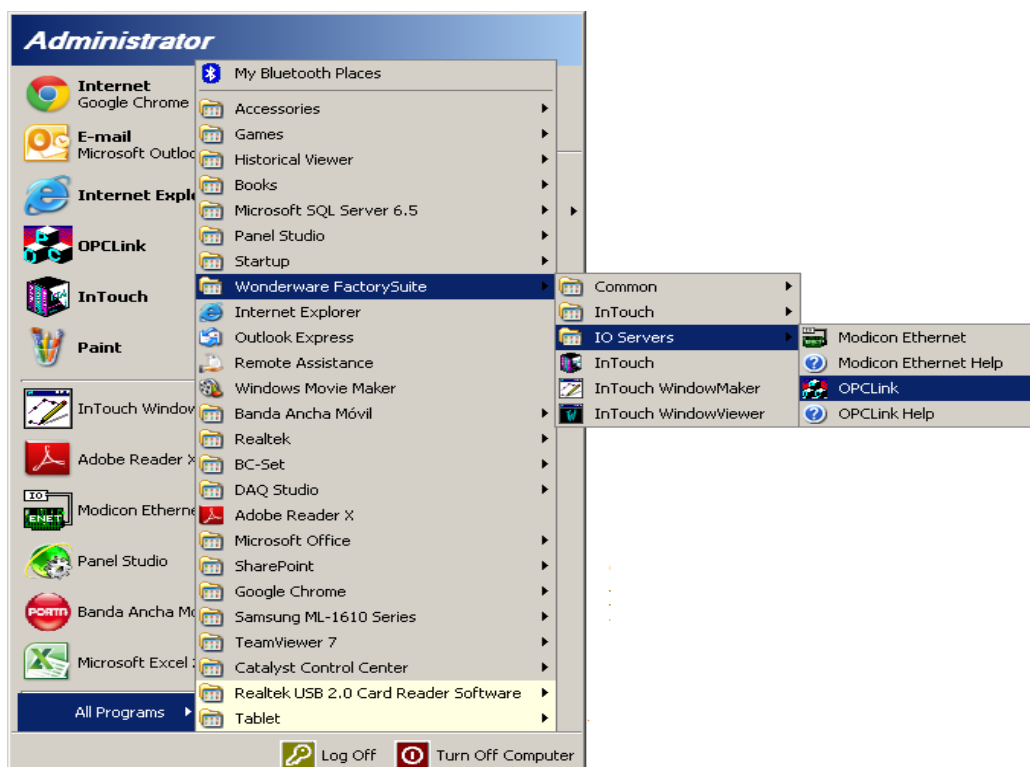 Administrator
Internet
Google Chrome
E-mail
Microsoft Outloo
Internet Explo
OPCLink
InTouch
Paint
InTouch Window
Adobe Reader X
Modicon Etherne
Panel Studio
Banda Ancha Mó
Microsoft Excel
All Programs
Log Off
Turn Off Computer
My Bluetooth Places
Accessories
Games
Historical Viewer
Books
Microsoft SQL Server 6.5
Panel Studio
Startup
Wonderware FactorySuite
Internet Explorer
Outlook Express
Remote Assistance
Windows Movie Maker
Banda Ancha Móvil
Realtek
BC-Set
DAQ Studio
Adobe Reader X
Microsoft Office
SharePoint
Google Chrome
Samsung ML-1610 Series
TeamViewer 7
Catalyst Control Center
Realtek USB 2.0 Card Reader Software
Tablet
Common
InTouch
IO Servers
InTouch
InTouch WindowMaker
InTouch WindowViewer
Modicon Ethernet
Modicon Ethernet Help
OPCLink
OPCLink Help